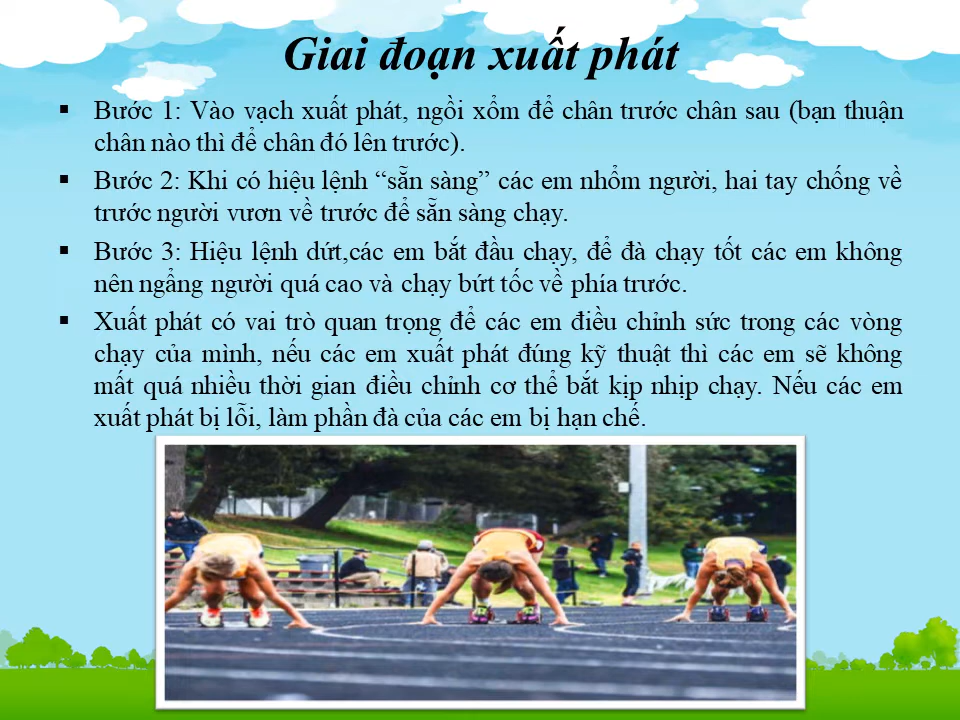 Giai đoạn xuất phát
▪ Bước 1: Vào vạch xuất phát, ngồi xổm để chân trước chân sau (bạn thuận
chân nào thì để chân đó lên trước).
▪ Bước 2: Khi có hiệu lệnh “sẵn sàng” các em nhổm người, hai tay chống về
trước người vươn về trước để sẵn sàng chạy.
▪ Bước 3: Hiệu lệnh dứt,các em bắt đầu chạy, để đà chạy tốt các em không
nên ngẩng người quá cao và chạy bứt tốc về phía trước.
▪ Xuất phát có vai trò quan trọng để các em điều chỉnh sức trong các vòng
chạy của mình, nếu các em xuất phát đúng kỹ thuật thì các em sẽ không
mất quá nhiều thời gian điều chỉnh cơ thể bắt kịp nhịp chạy. Nếu các em
xuất phát bị lỗi, làm phần đà của các em bị hạn chế.